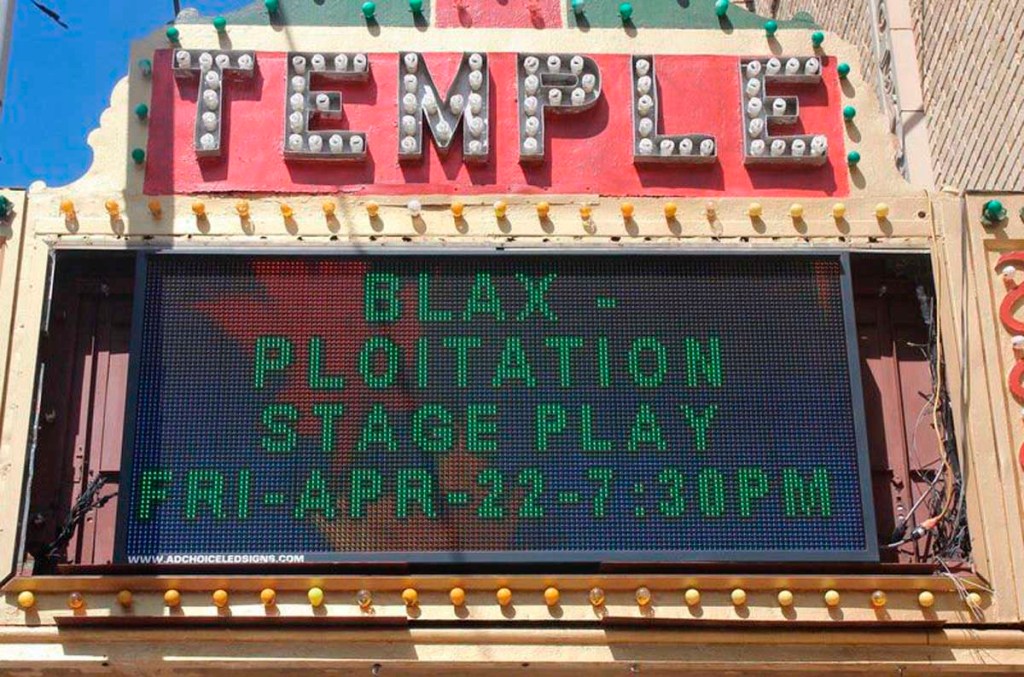 TEMPLE
BLAX -
PLOITATION
STAGE PLAY
FRI-APR-22-7:30PM
WWW.ADCHOICELEDSIGNS.COM